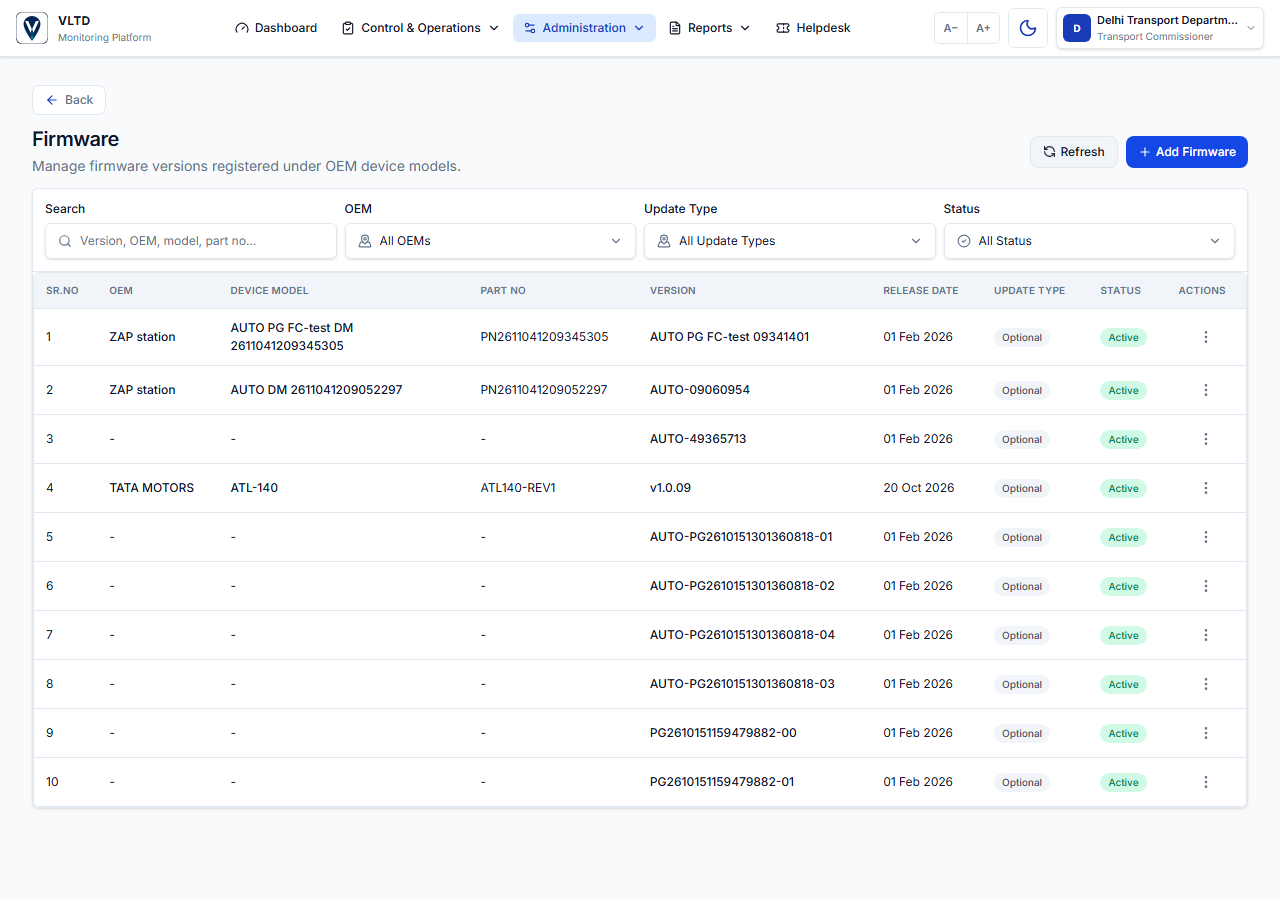 VLTD
Monitoring Platform
Dashboard
Control & Operations
Administration
Reports
Helpdesk
A−
A+
D
Delhi Transport Departm...
Transport Commissioner
Back
Firmware
Manage firmware versions registered under OEM device models.
Refresh
Add Firmware
Search
OEM
Update Type
Status
Version, OEM, model, part no...
All OEMs
All Update Types
All Status
SR.NO OEM DEVICE MODEL PART NO VERSION RELEASE DATE UPDATE TYPE STATUS ACTIONS
1 ZAP station AUTO PG FC-test DM 2611041209345305 PN2611041209345305 AUTO PG FC-test 09341401 01 Feb 2026 Optional Active
2 ZAP station AUTO DM 2611041209052297 PN2611041209052297 AUTO-09060954 01 Feb 2026 Optional Active
3 - - - AUTO-49365713 01 Feb 2026 Optional Active
4 TATA MOTORS ATL-140 ATL140-REV1 v1.0.09 20 Oct 2026 Optional Active
5 - - - AUTO-PG2610151301360818-01 01 Feb 2026 Optional Active
6 - - - AUTO-PG2610151301360818-02 01 Feb 2026 Optional Active
7 - - - AUTO-PG2610151301360818-04 01 Feb 2026 Optional Active
8 - - - AUTO-PG2610151301360818-03 01 Feb 2026 Optional Active
9 - - - PG2610151159479882-00 01 Feb 2026 Optional Active
10 - - - PG2610151159479882-01 01 Feb 2026 Optional Active